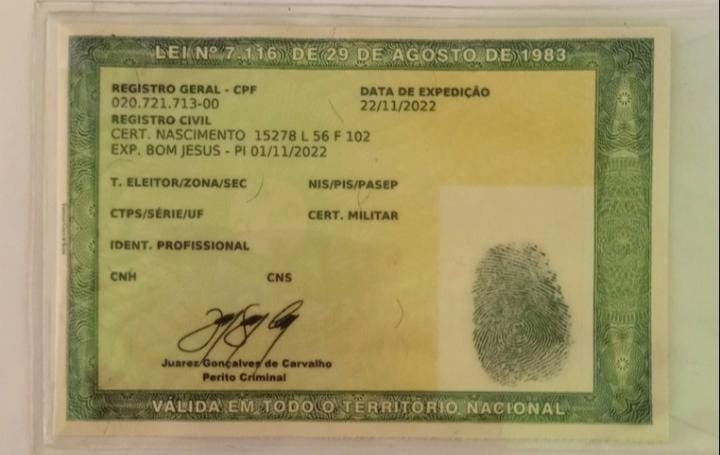 LEI Nº 7.116 DE 29 DE AGOSTO DE 1983
REGISTRO GERAL - CPF
020.721.713-00
DATA DE EXPEDIÇÃO
22/11/2022
REGISTRO CIVIL
CERT. NASCIMENTO 15278 L 56 F 102
EXP. BOM JESUS - PI 01/11/2022
T. ELEITOR/ZONA/SEC
NIS/PIS/PASEP
CTPS/SÉRIE/UF
CERT. MILITAR
IDENT. PROFISSIONAL
CNH
CNS
Juarez Gonçalves de Carvalho
Perito Criminal
VÁLIDA EM TODO O TERRITÓRIO NACIONAL